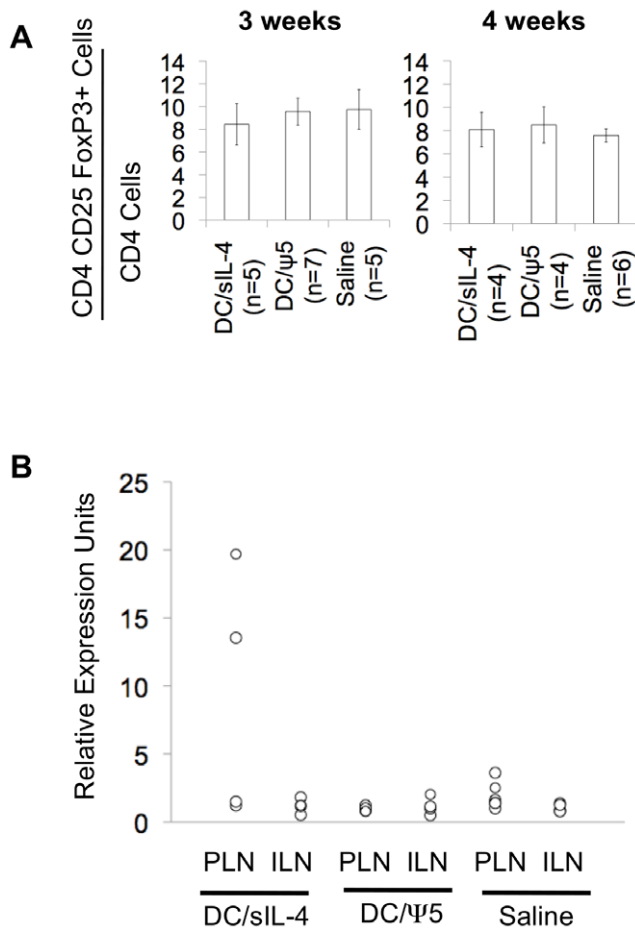 A
3 weeks
4 weeks
CD4 CD25 FoxP3+ Cells
CD4 Cells
14
12
10
8
6
4
2
0
DC/sIL-4
(n=5)
DC/ψ5
(n=7)
Saline
(n=5)
14
12
10
8
6
4
2
0
DC/sIL-4
(n=4)
DC/ψ5
(n=4)
Saline
(n=6)
B
Relative Expression Units
25
20
15
10
5
0
PLN ILN PLN ILN PLN ILN
DC/sIL-4 DC/Ψ5 Saline